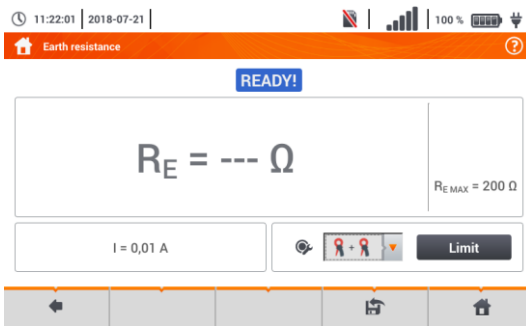 11:22:01 2018-07-21 100 %
Earth resistance ?
READY!
RE = --- Ω
RE MAX = 200 Ω
I = 0,01 A
+
Limit